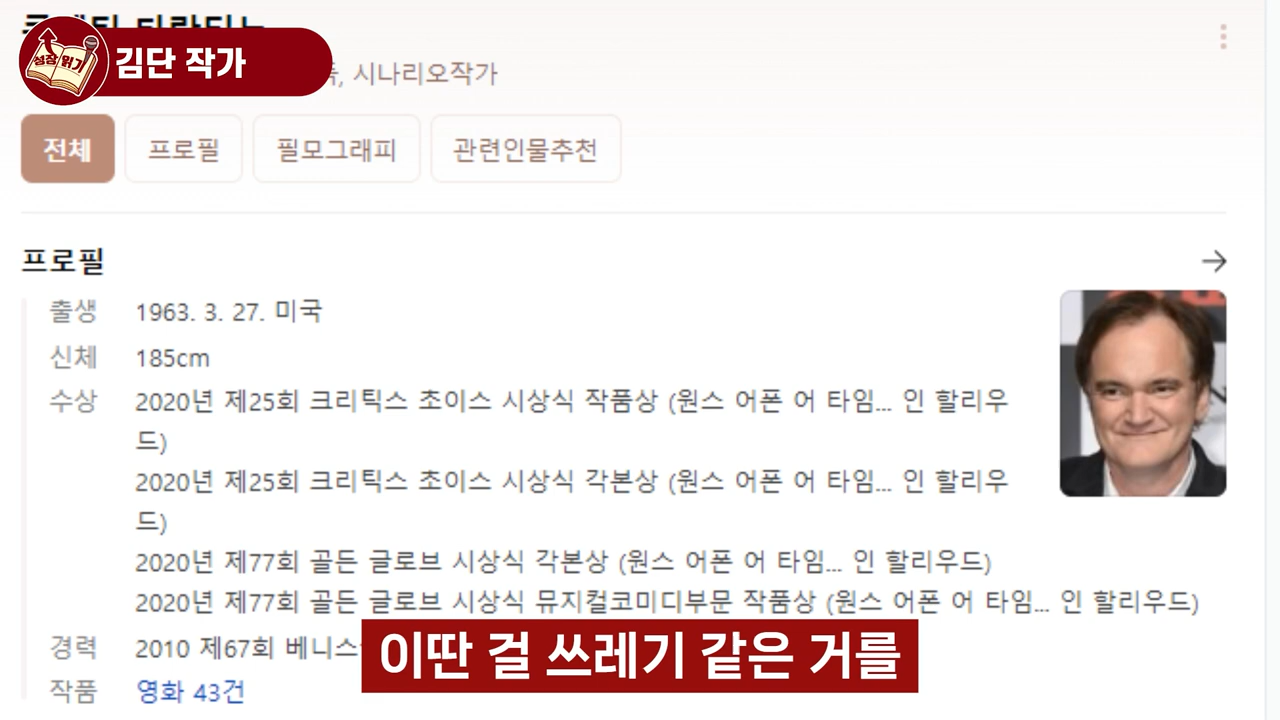 성장 읽기
김단 작가
시나리오작가
전체 프로필 필모그래피 관련인물추천
프로필
출생 1963. 3. 27. 미국
신체 185cm
수상 2020년 제25회 크리틱스 초이스 시상식 작품상 (원스 어폰 어 타임... 인 할리우
드)
2020년 제25회 크리틱스 초이스 시상식 각본상 (원스 어폰 어 타임... 인 할리우
드)
2020년 제77회 골든 글로브 시상식 각본상 (원스 어폰 어 타임... 인 할리우드)
2020년 제77회 골든 글로브 시상식 뮤지컬코미디부문 작품상 (원스 어폰 어 타임... 인 할리우드)
경력 2010 제67회 베니스
이딴 걸 쓰레기 같은 거를
작품 영화 43건